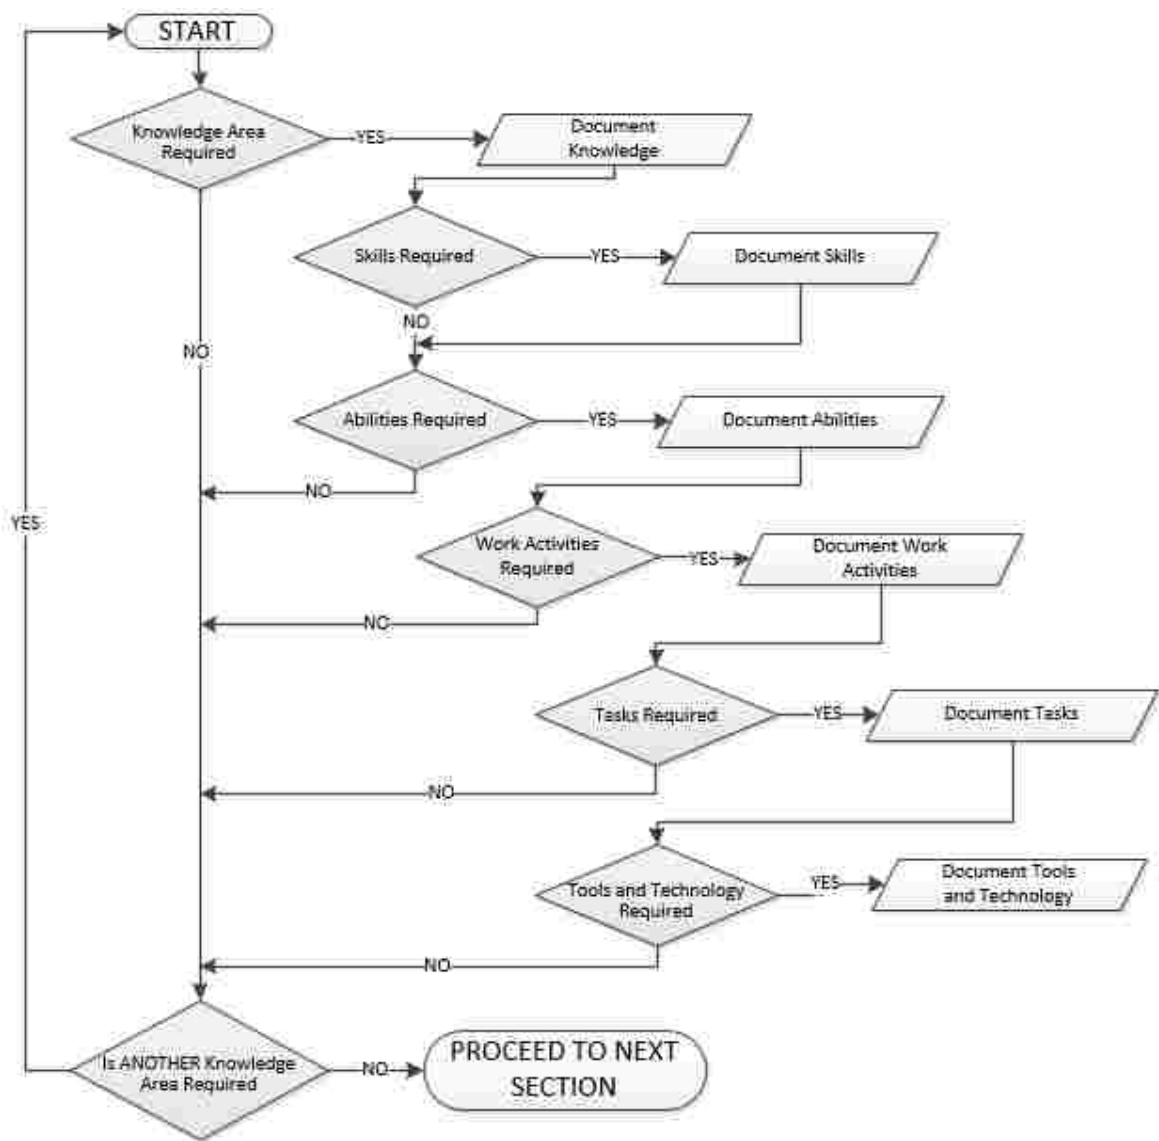 START
Knowledge Area
Required
YES
Document
Knowledge
Skills Required
YES
Document Skills
NO
NO
Abilities Required
YES
Document Abilities
NO
YES
Work Activities
Required
YES
Document Work
Activities
NO
Tasks Required
YES
Document Tasks
NO
Tools and Technology
Required
YES
Document Tools
and Technology
NO
Is ANOTHER Knowledge
Area Required
NO
PROCEED TO NEXT
SECTION